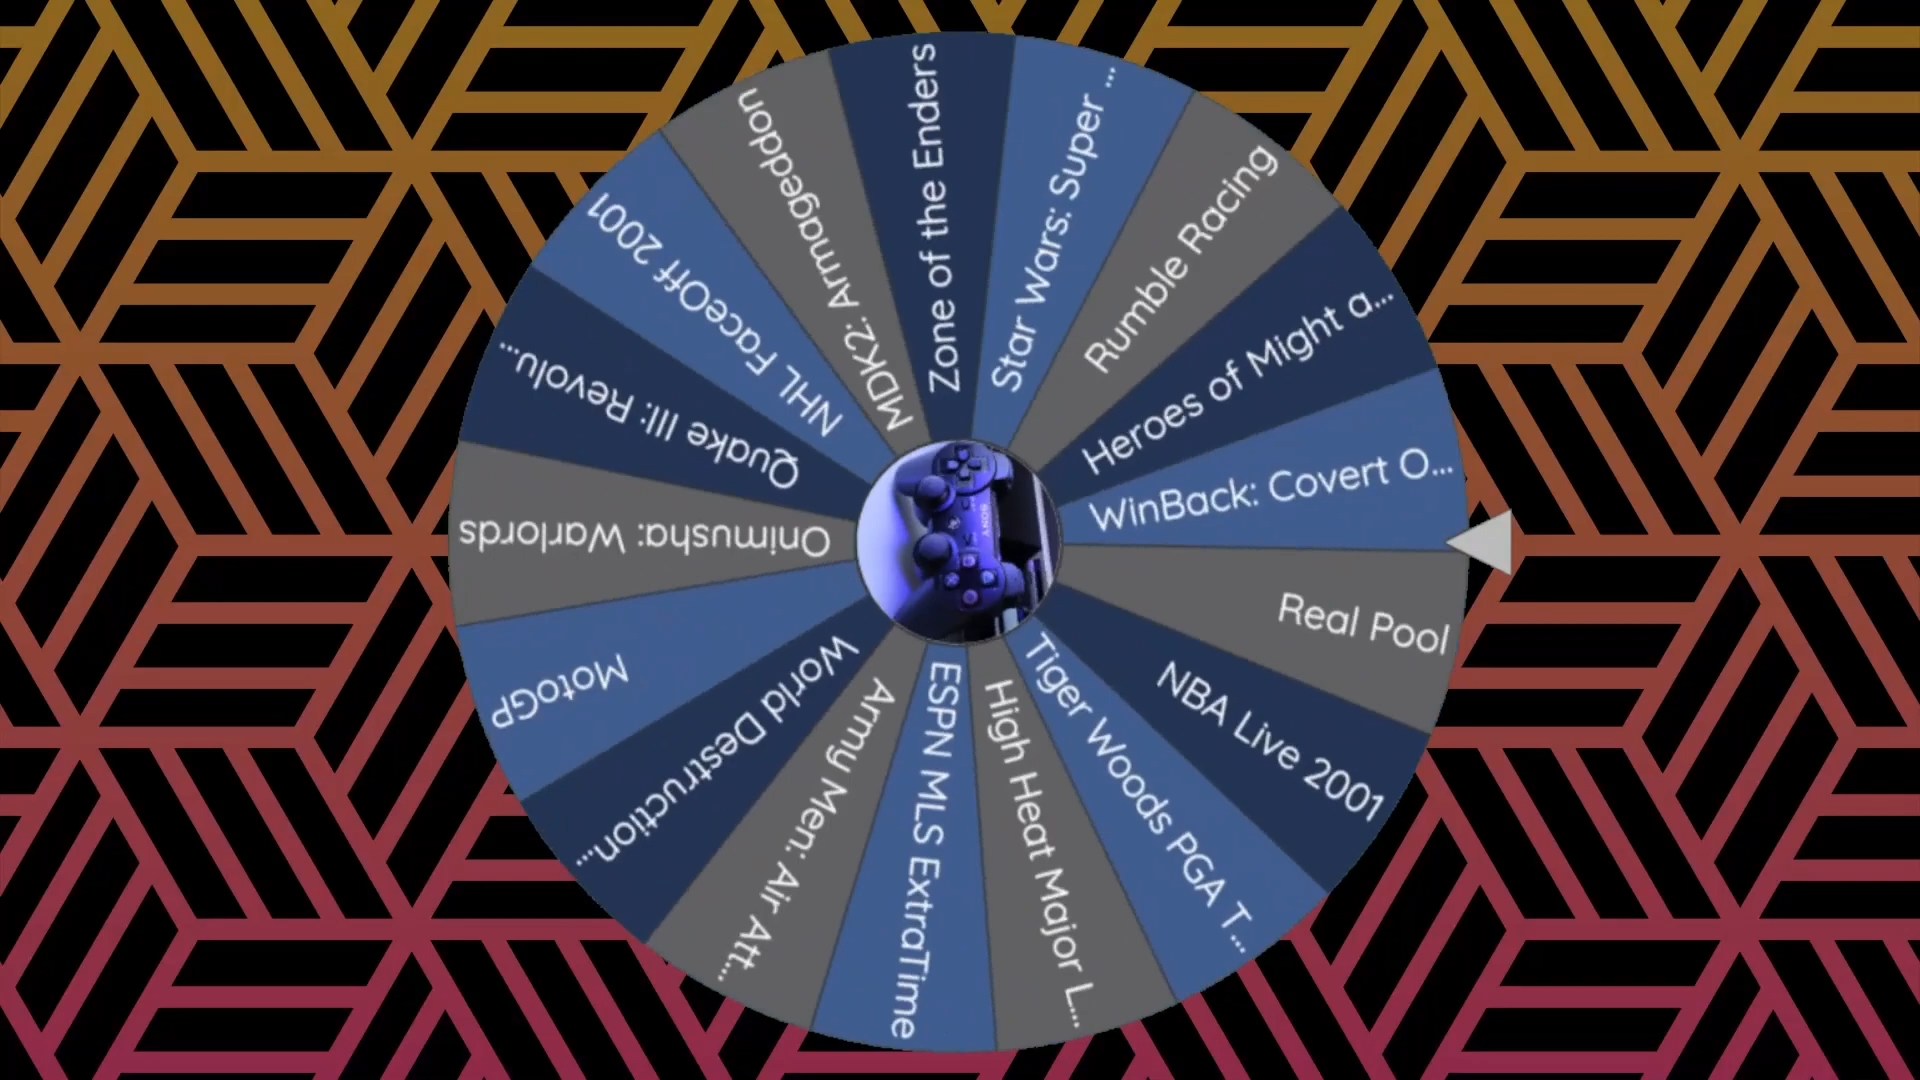 Zone of the Enders
Star Wars: Super ...
Rumble Racing
Heroes of Might a...
WinBack: Covert O...
Real Pool
NBA Live 2001
Tiger Woods PGA T...
High Heat Major L...
ESPN MLS ExtraTime
Army Men: Air Att...
World Destruction...
MotoGP
Onimusha: Warlords
Quake III: Revolu...
NHL FaceOff 2001
MDK2: Armageddon
SONY